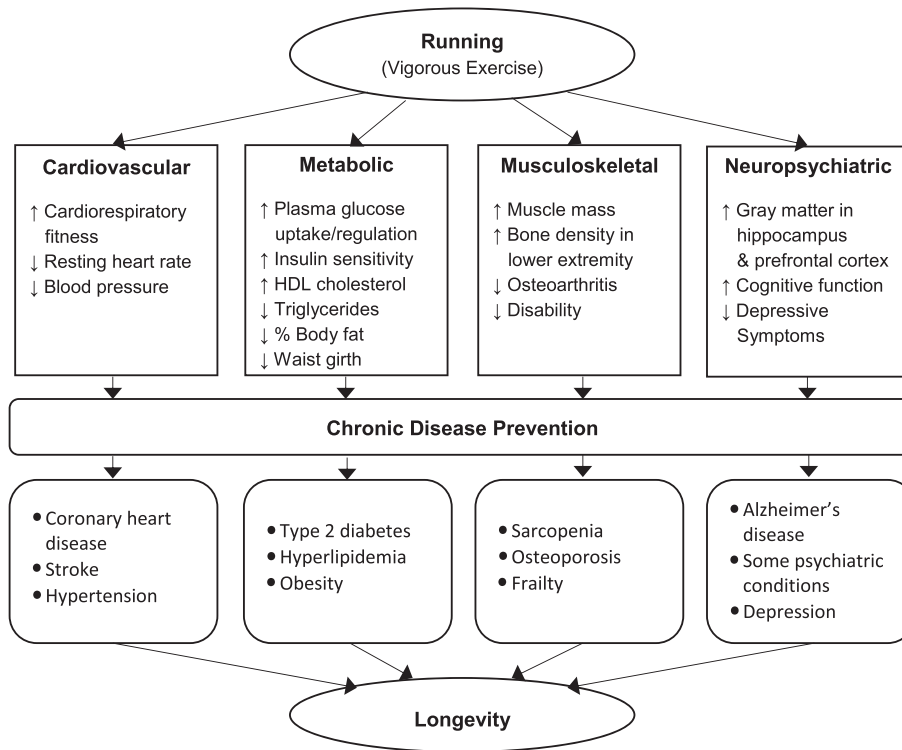 Running
(Vigorous Exercise)
Cardiovascular
↑ Cardiorespiratory
fitness
↓ Resting heart rate
↓ Blood pressure
Metabolic
↑ Plasma glucose
uptake/regulation
↑ Insulin sensitivity
↑ HDL cholesterol
↓ Triglycerides
↓ % Body fat
↓ Waist girth
Musculoskeletal
↑ Muscle mass
↑ Bone density in
lower extremity
↓ Osteoarthritis
↓ Disability
Neuropsychiatric
↑ Gray matter in
hippocampus
& prefrontal cortex
↑ Cognitive function
↓ Depressive
Symptoms
Chronic Disease Prevention
• Coronary heart
disease
• Stroke
• Hypertension
• Type 2 diabetes
• Hyperlipidemia
• Obesity
• Sarcopenia
• Osteoporosis
• Frailty
• Alzheimer’s
disease
• Some psychiatric
conditions
• Depression
Longevity